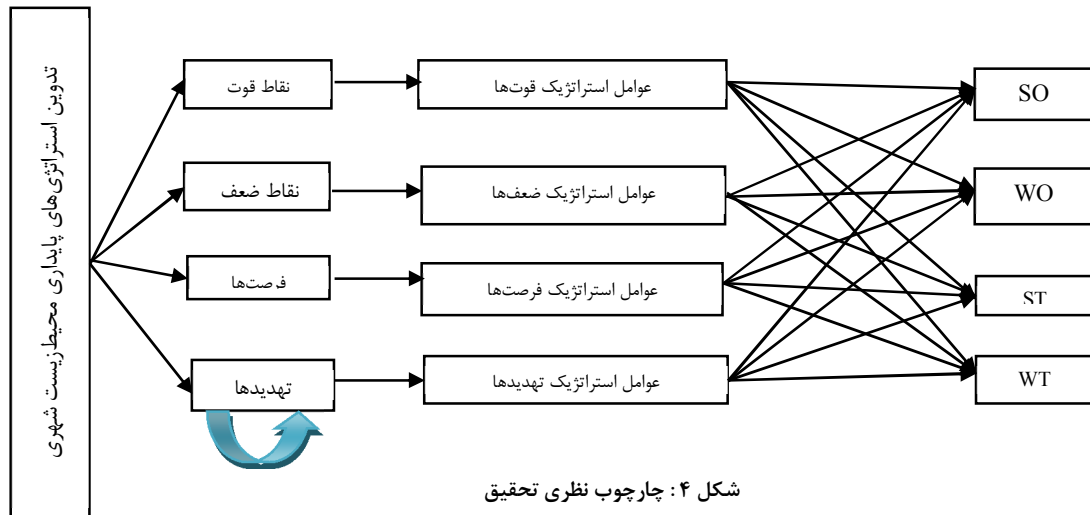 تدوین استراتژی‌های پایداری محیط‌زیست شهری
نقاط قوت
عوامل استراتژیک قوت‌ها
SO
نقاط ضعف
عوامل استراتژیک ضعف‌ها
WO
فرصت‌ها
عوامل استراتژیک فرصت‌ها
ST
تهدیدها
عوامل استراتژیک تهدیدها
WT
شکل ۴: چارچوب نظری تحقیق